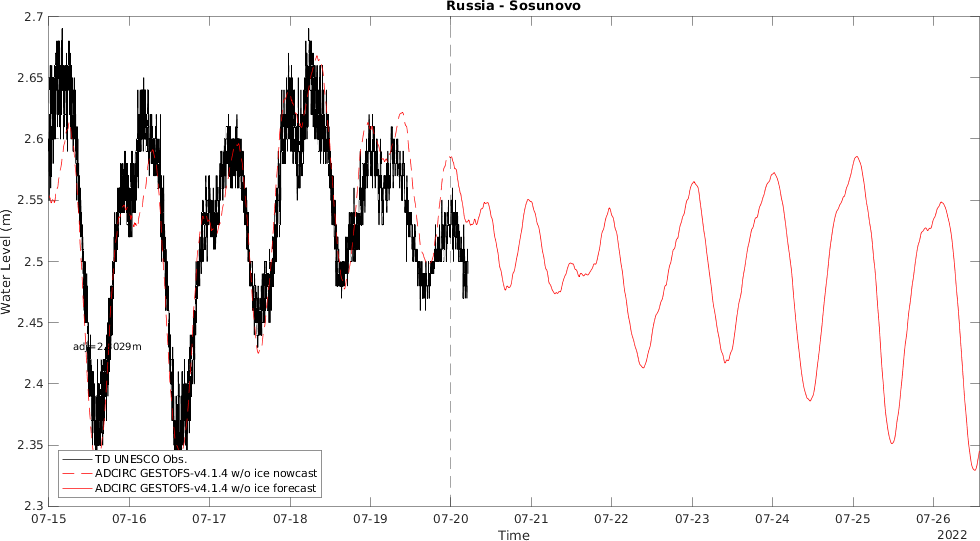 Russia - Sosunovo
2.7
2.65
2.6
2.55
2.5
2.45
2.4
2.35
2.3
Water Level (m)
TD UNESCO Obs.
ADCIRC GESTOFS-v4.1.4 w/o ice nowcast
ADCIRC GESTOFS-v4.1.4 w/o ice forecast
07-15 07-16 07-17 07-18 07-19 07-20 07-21 07-22 07-23 07-24 07-25 07-26
Time
2022